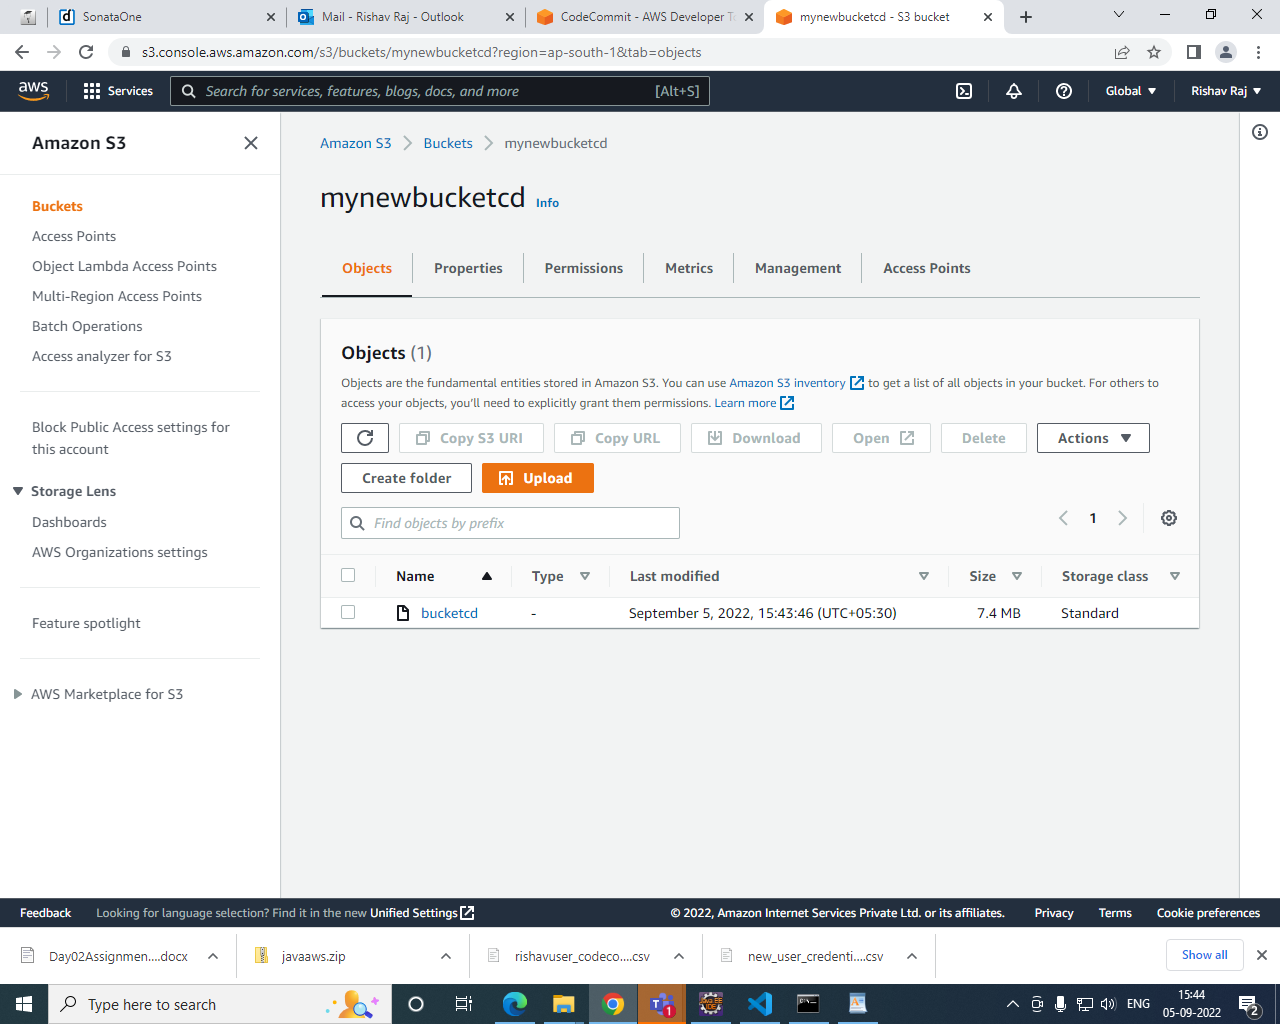 SonataOne
Mail - Rishav Raj - Outlook
CodeCommit - AWS Developer To
mynewbucketcd - S3 bucket
s3.console.aws.amazon.com/s3/buckets/mynewbucketcd?region=ap-south-1&tab=objects
aws
Services
Search for services, features, blogs, docs, and more
[Alt+S]
Global
Rishav Raj
Amazon S3
Buckets
Access Points
Object Lambda Access Points
Multi-Region Access Points
Batch Operations
Access analyzer for S3
Block Public Access settings for
this account
Storage Lens
Dashboards
AWS Organizations settings
Feature spotlight
AWS Marketplace for S3
Amazon S3
Buckets
mynewbucketcd
mynewbucketcd Info
Objects
Properties
Permissions
Metrics
Management
Access Points
Objects (1)
Objects are the fundamental entities stored in Amazon S3. You can use Amazon S3 inventory to get a list of all objects in your bucket. For others to
access your objects, you'll need to explicitly grant them permissions. Learn more
Copy S3 URI
Copy URL
Download
Open
Delete
Actions
Create folder
Upload
Find objects by prefix
1
Name
Type
Last modified
Size
Storage class
bucketcd
-
September 5, 2022, 15:43:46 (UTC+05:30)
7.4 MB
Standard
Feedback
Looking for language selection? Find it in the new Unified Settings
© 2022, Amazon Internet Services Private Ltd. or its affiliates.
Privacy
Terms
Cookie preferences
Day02Assignmen....docx
javaaws.zip
rishavuser_codeco....csv
new_user_credenti....csv
Show all
Type here to search
1
ENG
15:44
05-09-2022
2